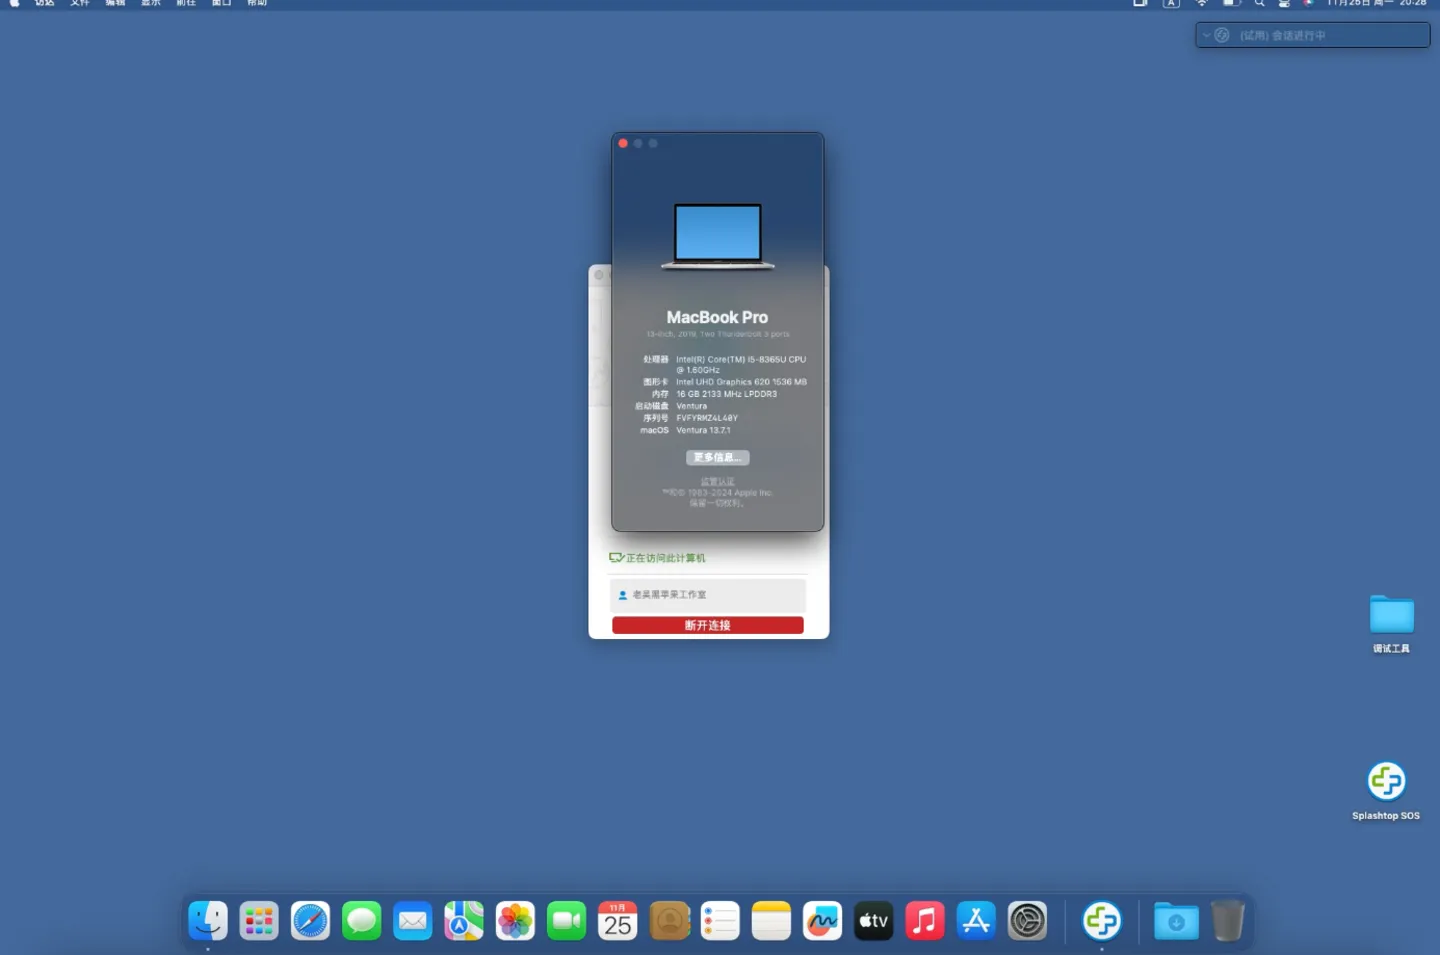 访达 文件 编辑 显示 前往 窗口 帮助
A
11月25日 周一 20:28
(试用) 会话进行中
MacBook Pro
13-inch, 2019, Two Thunderbolt 3 ports
处理器 Intel(R) Core(TM) i5-8365U CPU
@ 1.60GHz
图形卡 Intel UHD Graphics 620 1536 MB
内存 16 GB 2133 MHz LPDDR3
启动磁盘 Ventura
序列号 FVFYRMZ4L40Y
macOS Ventura 13.7.1
更多信息...
监管认证
™和© 1983-2024 Apple Inc.
保留一切权利。
正在访问此计算机
老吴黑苹果工作室
断开连接
调试工具
Splashtop SOS
11月
25
tv